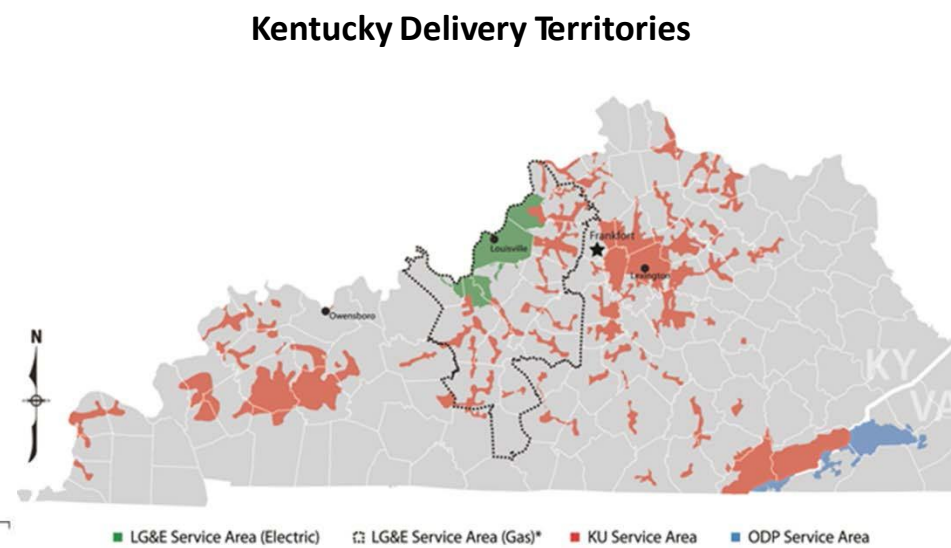 Kentucky Delivery Territories
Frankfort
Louisville
Lexington
Owensboro
N
KY
VA
LG&E Service Area (Electric) LG&E Service Area (Gas)* KU Service Area ODP Service Area